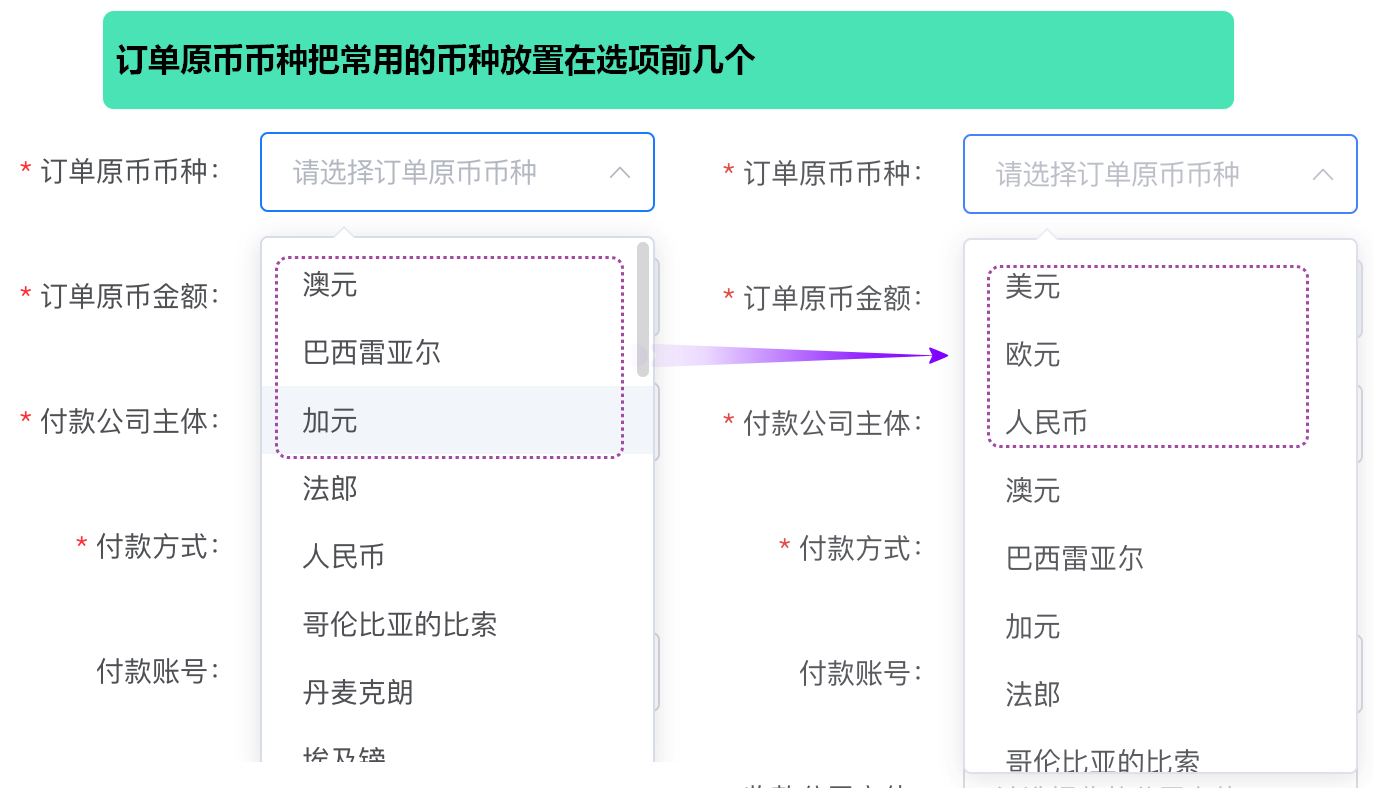 订单原币币种把常用的币种放置在选项前几个
* 订单原币币种：
请选择订单原币币种
* 订单原币金额：
* 付款公司主体：
* 付款方式：
付款账号：
澳元
巴西雷亚尔
加元
法郎
人民币
哥伦比亚的比索
丹麦克朗
埃及镑
* 订单原币币种：
请选择订单原币币种
* 订单原币金额：
* 付款公司主体：
* 付款方式：
付款账号：
美元
欧元
人民币
澳元
巴西雷亚尔
加元
法郎
哥伦比亚的比索